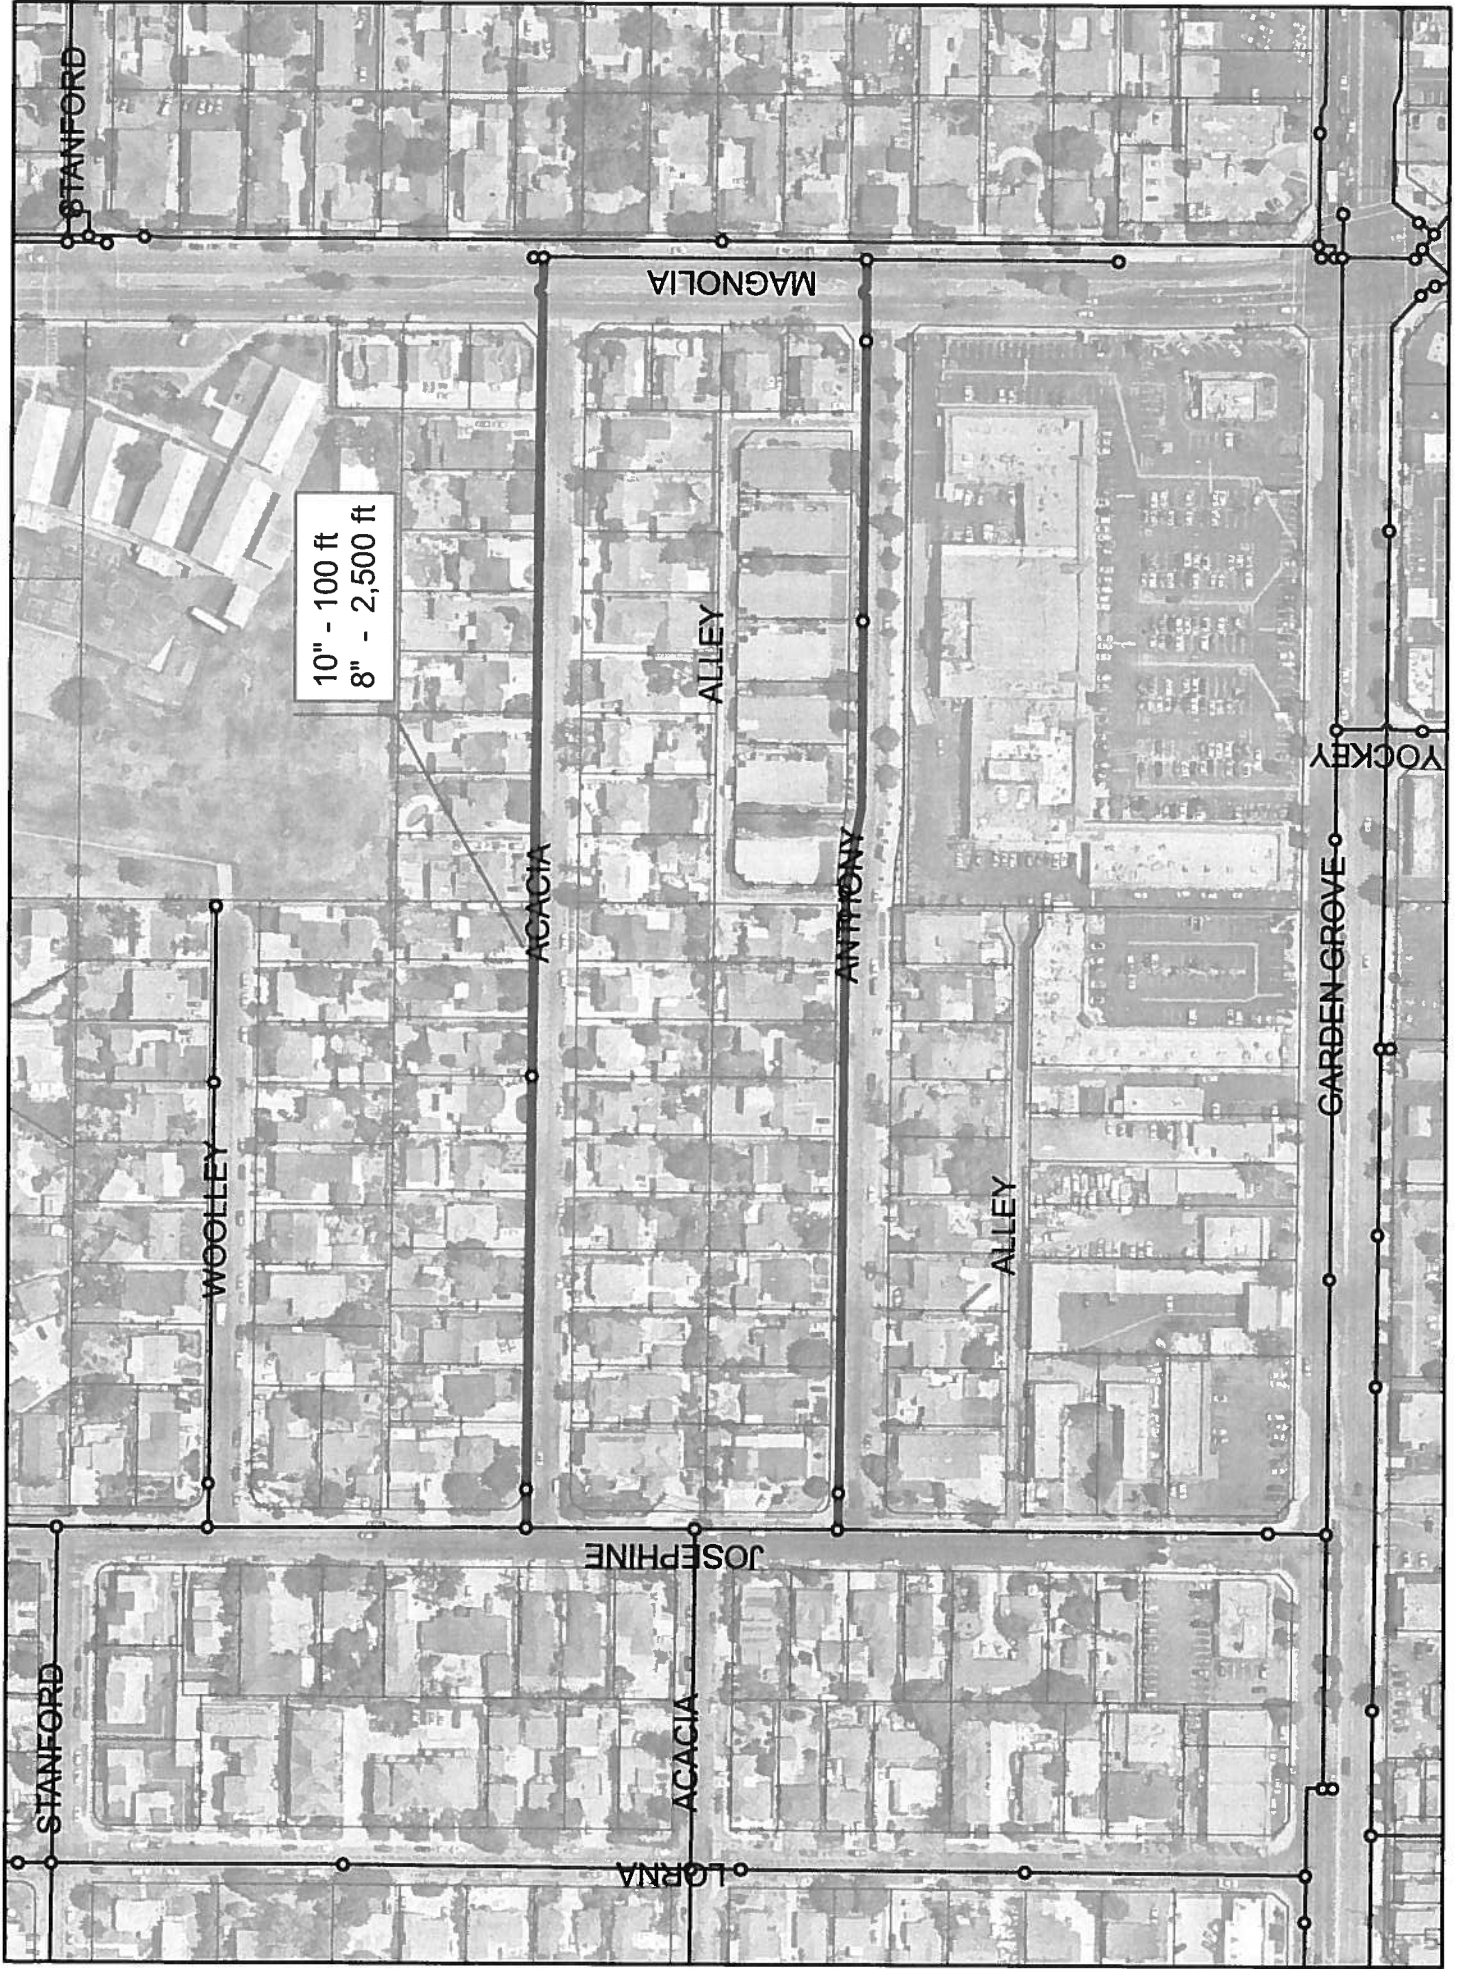 STANFORD
STANFORD
WOOLLEY
10" - 100 ft
8" - 2,500 ft
ACACIA
LORNA
ACACIA
JOSEPHINE
ALLEY
MAGNOLIA
ANTHONY
ALLEY
GARDEN GROVE
YOCKEY